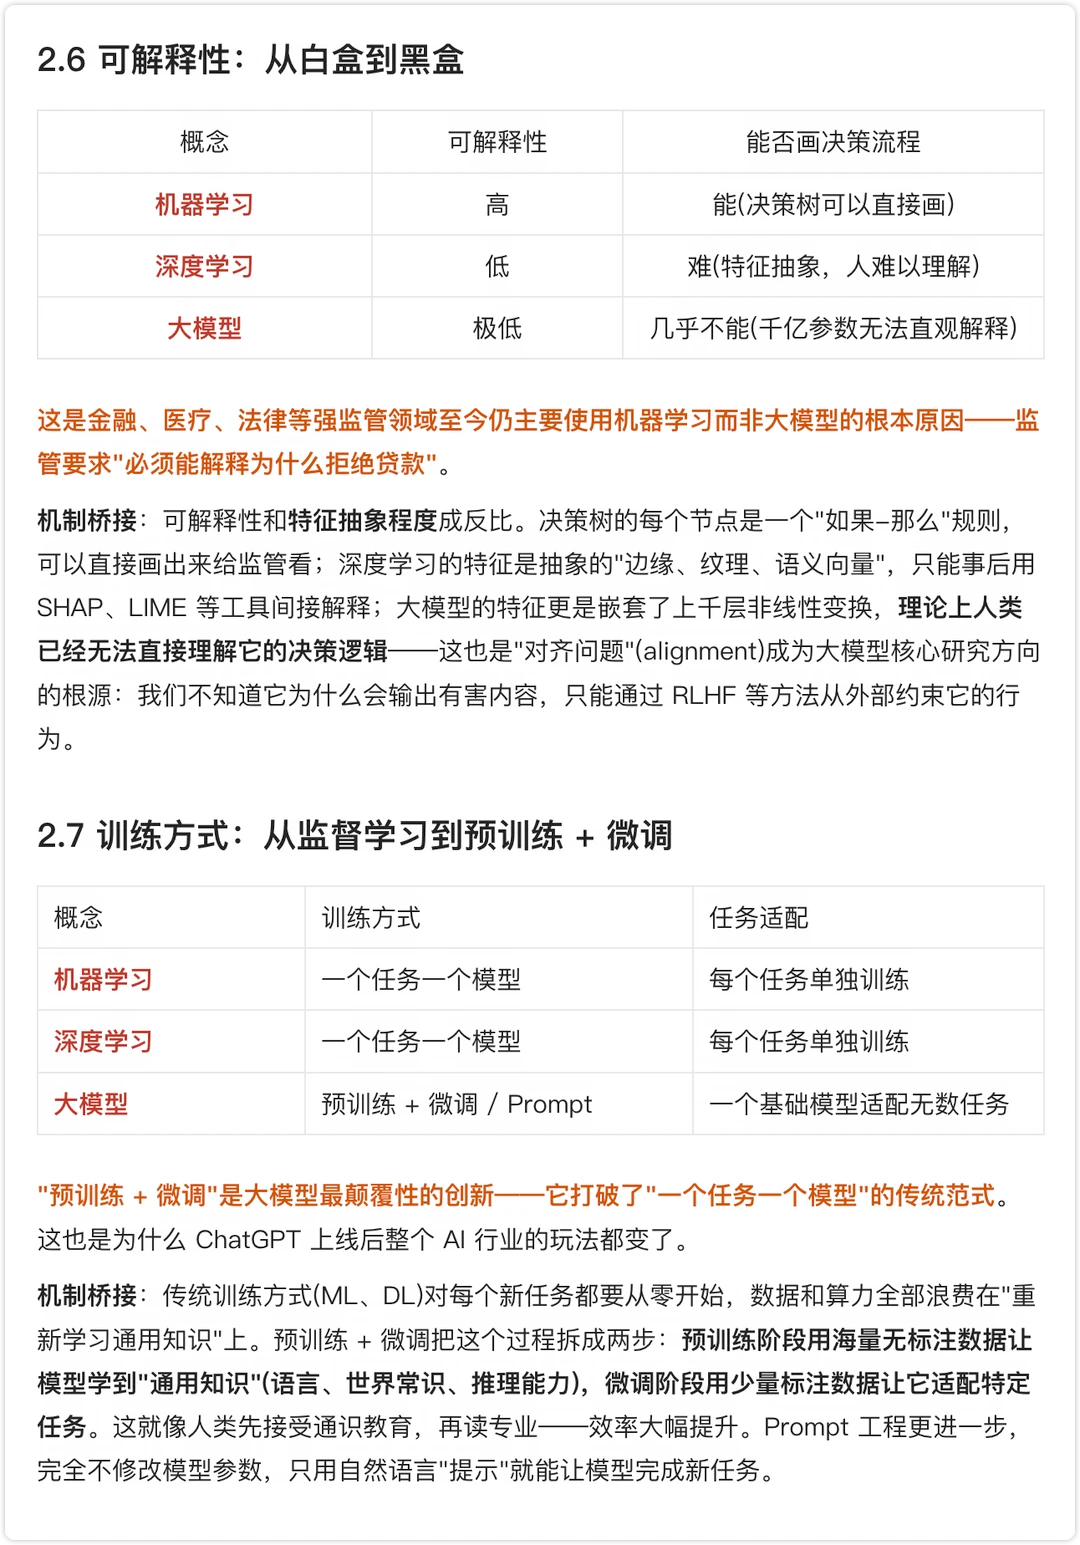 2.6 可解释性：从白盒到黑盒
概念 可解释性 能否画决策流程
机器学习 高 能(决策树可以直接画)
深度学习 低 难(特征抽象，人难以理解)
大模型 极低 几乎不能(千亿参数无法直观解释)
这是金融、医疗、法律等强监管领域至今仍主要使用机器学习而非大模型的根本原因——监
管要求"必须能解释为什么拒绝贷款"。
机制桥接：可解释性和特征抽象程度成反比。决策树的每个节点是一个"如果–那么"规则，
可以直接画出来给监管看；深度学习的特征是抽象的"边缘、纹理、语义向量"，只能事后用
SHAP、LIME 等工具间接解释；大模型的特征更是嵌套了上千层非线性变换，理论上人类
已经无法直接理解它的决策逻辑——这也是"对齐问题"(alignment)成为大模型核心研究方向
的根源：我们不知道它为什么会输出有害内容，只能通过 RLHF 等方法从外部约束它的行
为。
2.7 训练方式：从监督学习到预训练 + 微调
概念 训练方式 任务适配
机器学习 一个任务一个模型 每个任务单独训练
深度学习 一个任务一个模型 每个任务单独训练
大模型 预训练 + 微调 / Prompt 一个基础模型适配无数任务
"预训练 + 微调"是大模型最颠覆性的创新——它打破了"一个任务一个模型"的传统范式。
这也是为什么 ChatGPT 上线后整个 AI 行业的玩法都变了。
机制桥接：传统训练方式(ML、DL)对每个新任务都要从零开始，数据和算力全部浪费在"重
新学习通用知识"上。预训练 + 微调把这个过程拆成两步：预训练阶段用海量无标注数据让
模型学到"通用知识"(语言、世界常识、推理能力)，微调阶段用少量标注数据让它适配特定
任务。这就像人类先接受通识教育，再读专业——效率大幅提升。Prompt 工程更进一步，
完全不修改模型参数，只用自然语言"提示"就能让模型完成新任务。